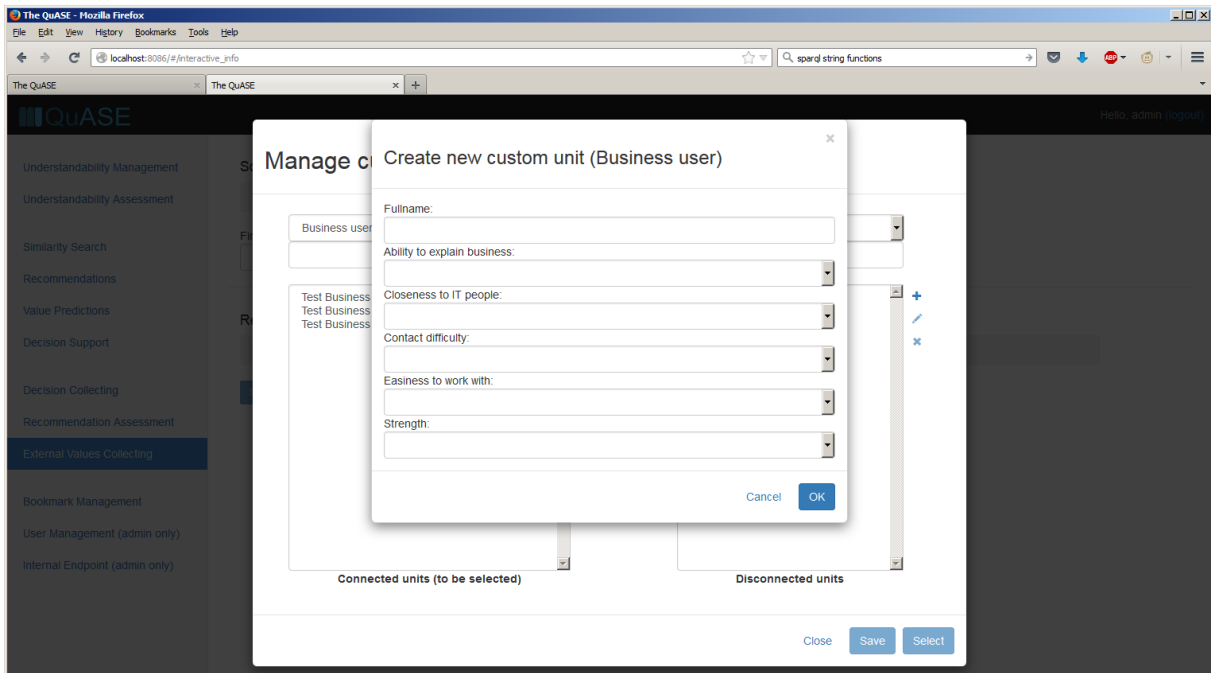 The QuASE - Mozilla Firefox
File Edit View History Bookmarks Tools Help
localhost:8086/#/interactive_info
sparql string functions
ABP
The QuASE
The QuASE
QuASE
Hello, admin (logout)
Understandability Management
Understandability Assessment
Similarity Search
Recommendations
Value Predictions
Decision Support
Decision Collecting
Recommendation Assessment
External Values Collecting
Bookmark Management
User Management (admin only)
Internal Endpoint (admin only)
Manage c
Business user
Test Business
Test Business
Test Business
Connected units (to be selected)
Disconnected units
Close
Save
Select
Create new custom unit (Business user)
Fullname:
Ability to explain business:
Closeness to IT people:
Contact difficulty:
Easiness to work with:
Strength:
Cancel
OK